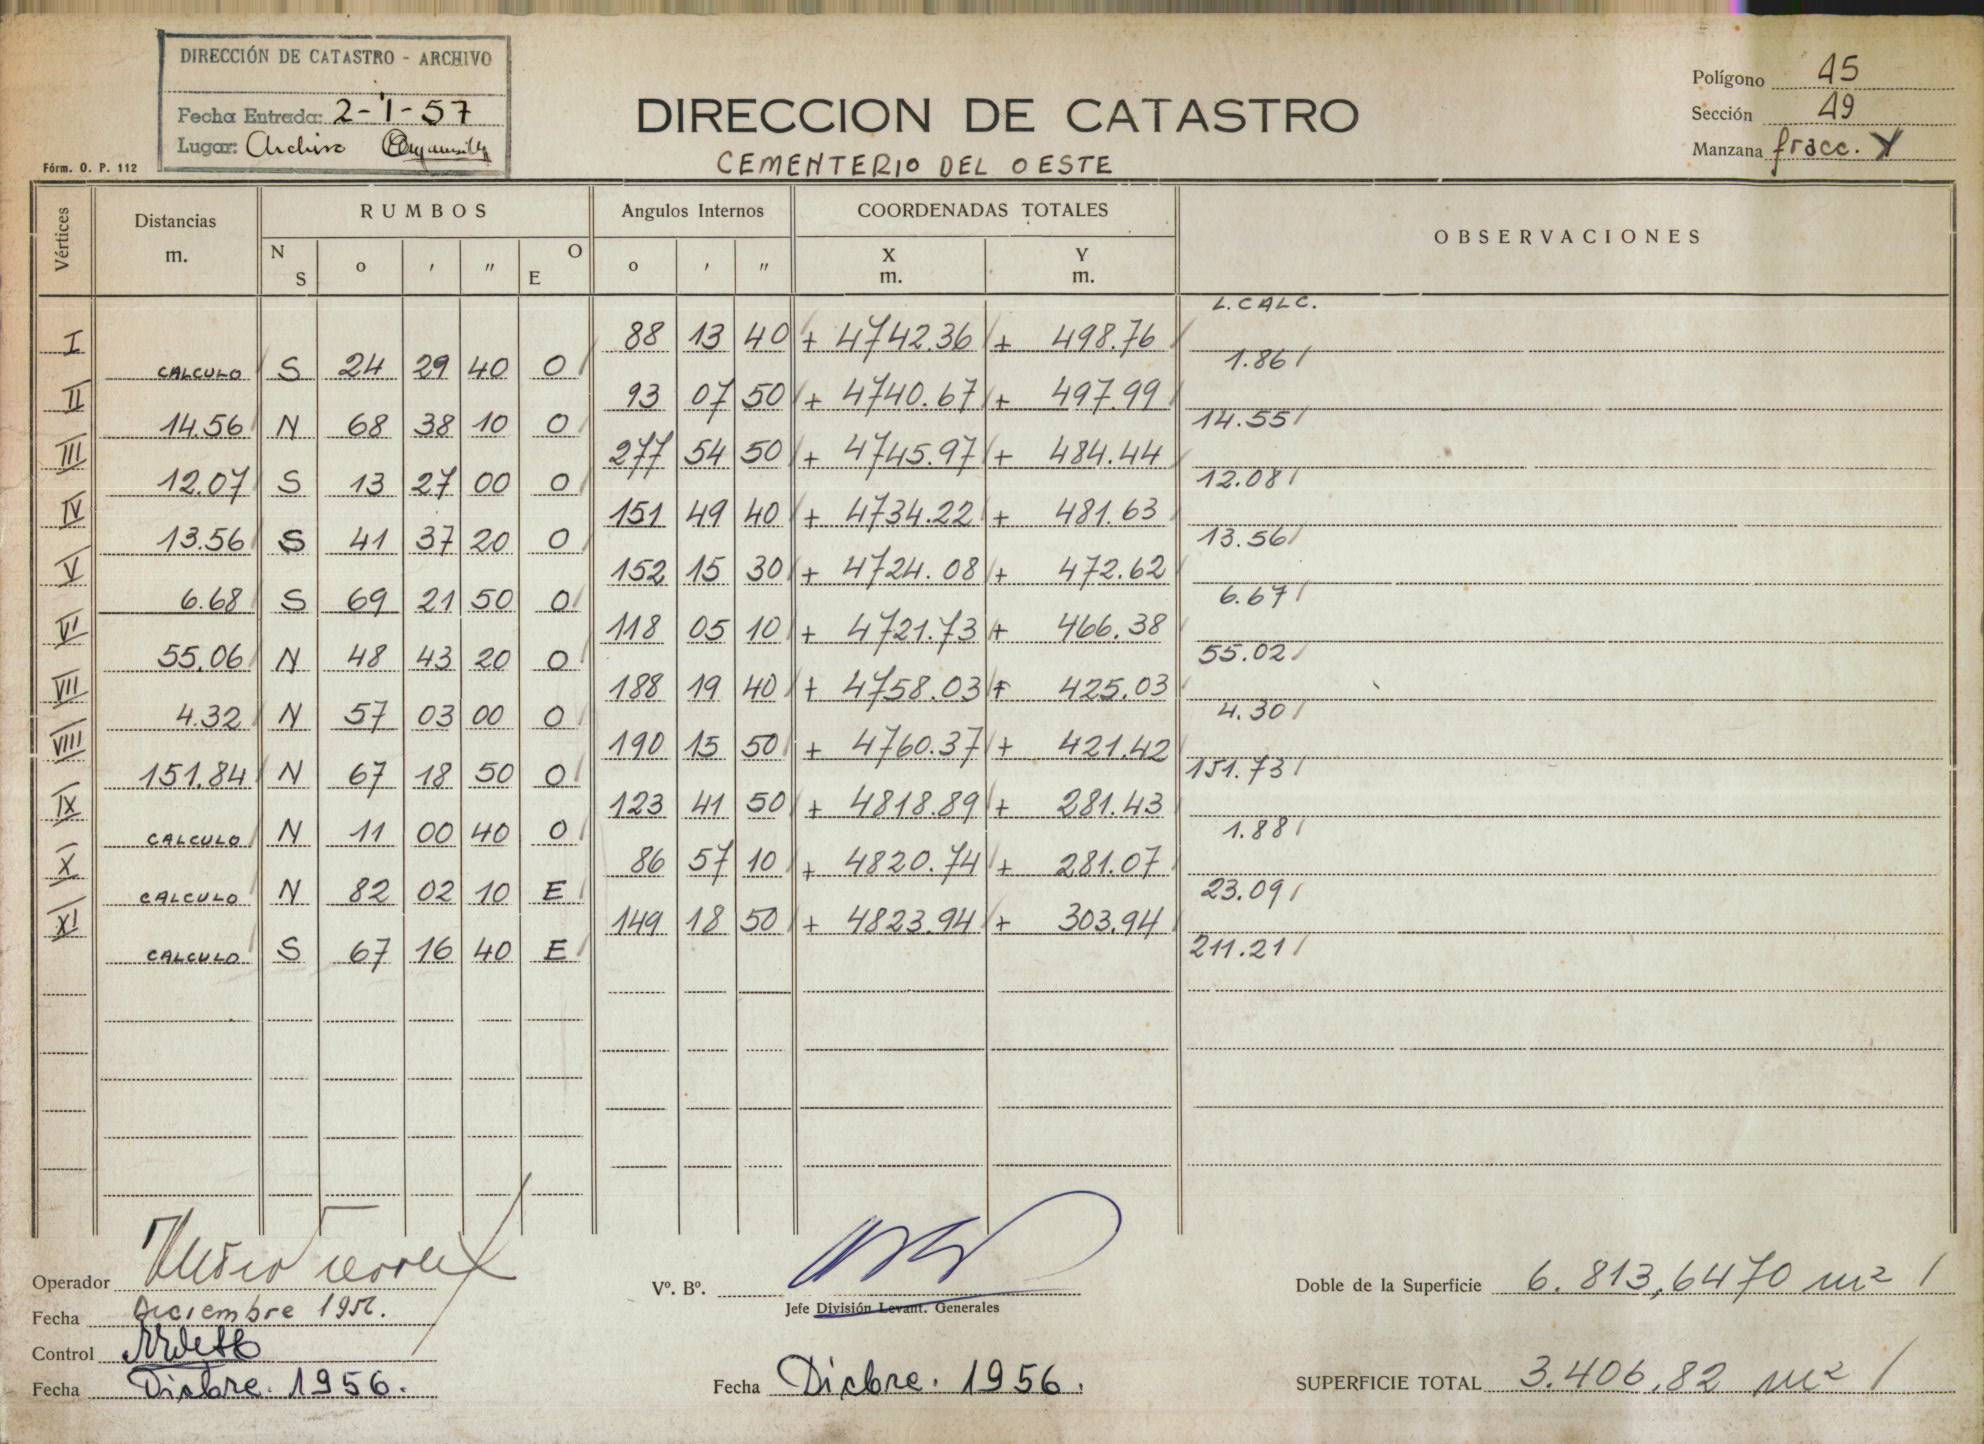 DIRECCIÓN DE CATASTRO - ARCHIVO
Fecha Entrada: 2-1-57
Lugar: Archivo
Fórm. O. P. 112
DIRECCION DE CATASTRO
CEMENTERIO DEL OESTE
Polígono 45
Sección 49
Manzana fracc. Y
Vértices Distancias m. RUMBOS Angulos Internos COORDENADAS TOTALES OBSERVACIONES
N S o ' " O E o ' " X m. Y m.
L. CALC.
I 88 13 40 + 4742.36 + 498.76
CALCULO S 24 29 40 O 1.86
II 93 07 50 + 4740.67 + 497.99
14.56 N 68 38 10 O 14.55
III 277 54 50 + 4745.97 + 484.44
12.07 S 13 27 00 O 12.08
IV 151 49 40 + 4734.22 + 481.63
13.56 S 41 37 20 O 13.56
V 152 15 30 + 4724.08 + 472.62
6.68 S 69 21 50 O 6.67
VI 118 05 10 + 4721.73 + 466.38
55.06 N 48 43 20 O 55.02
VII 188 19 40 + 4758.03 + 425.03
4.32 N 57 03 00 O 4.30
VIII 190 15 50 + 4760.37 + 421.42
151.84 N 67 18 50 O 151.73
IX 123 41 50 + 4818.89 + 281.43
CALCULO N 11 00 40 O 1.88
X 86 57 10 + 4820.74 + 281.07
CALCULO N 82 02 10 E 23.09
XI 149 18 50 + 4823.94 + 303.94
CALCULO S 67 16 40 E 211.21
Operador
Fecha Diciembre 1956.
Control
Fecha Dicbre. 1956.
Vº. Bº.
Jefe División Levant. Generales
Fecha Dicbre. 1956.
Doble de la Superficie 6.813,6470 m²
SUPERFICIE TOTAL 3.406,82 m²